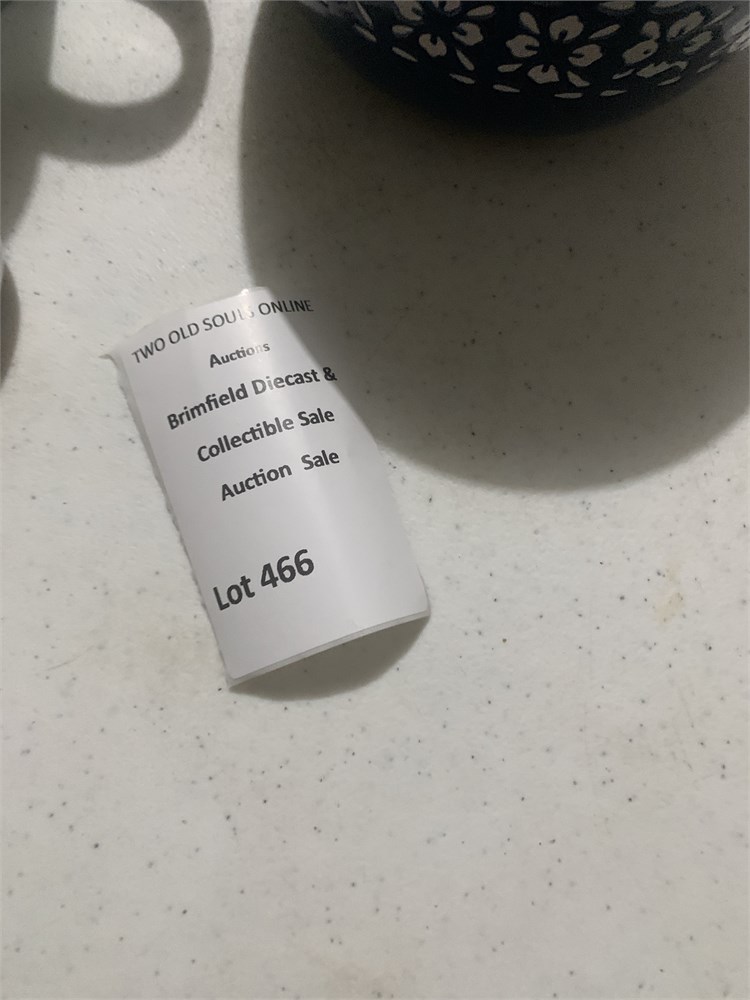 TWO OLD SOULS ONLINE
Auctions
Brimfield Diecast &
Collectible Sale
Auction Sale
Lot 466